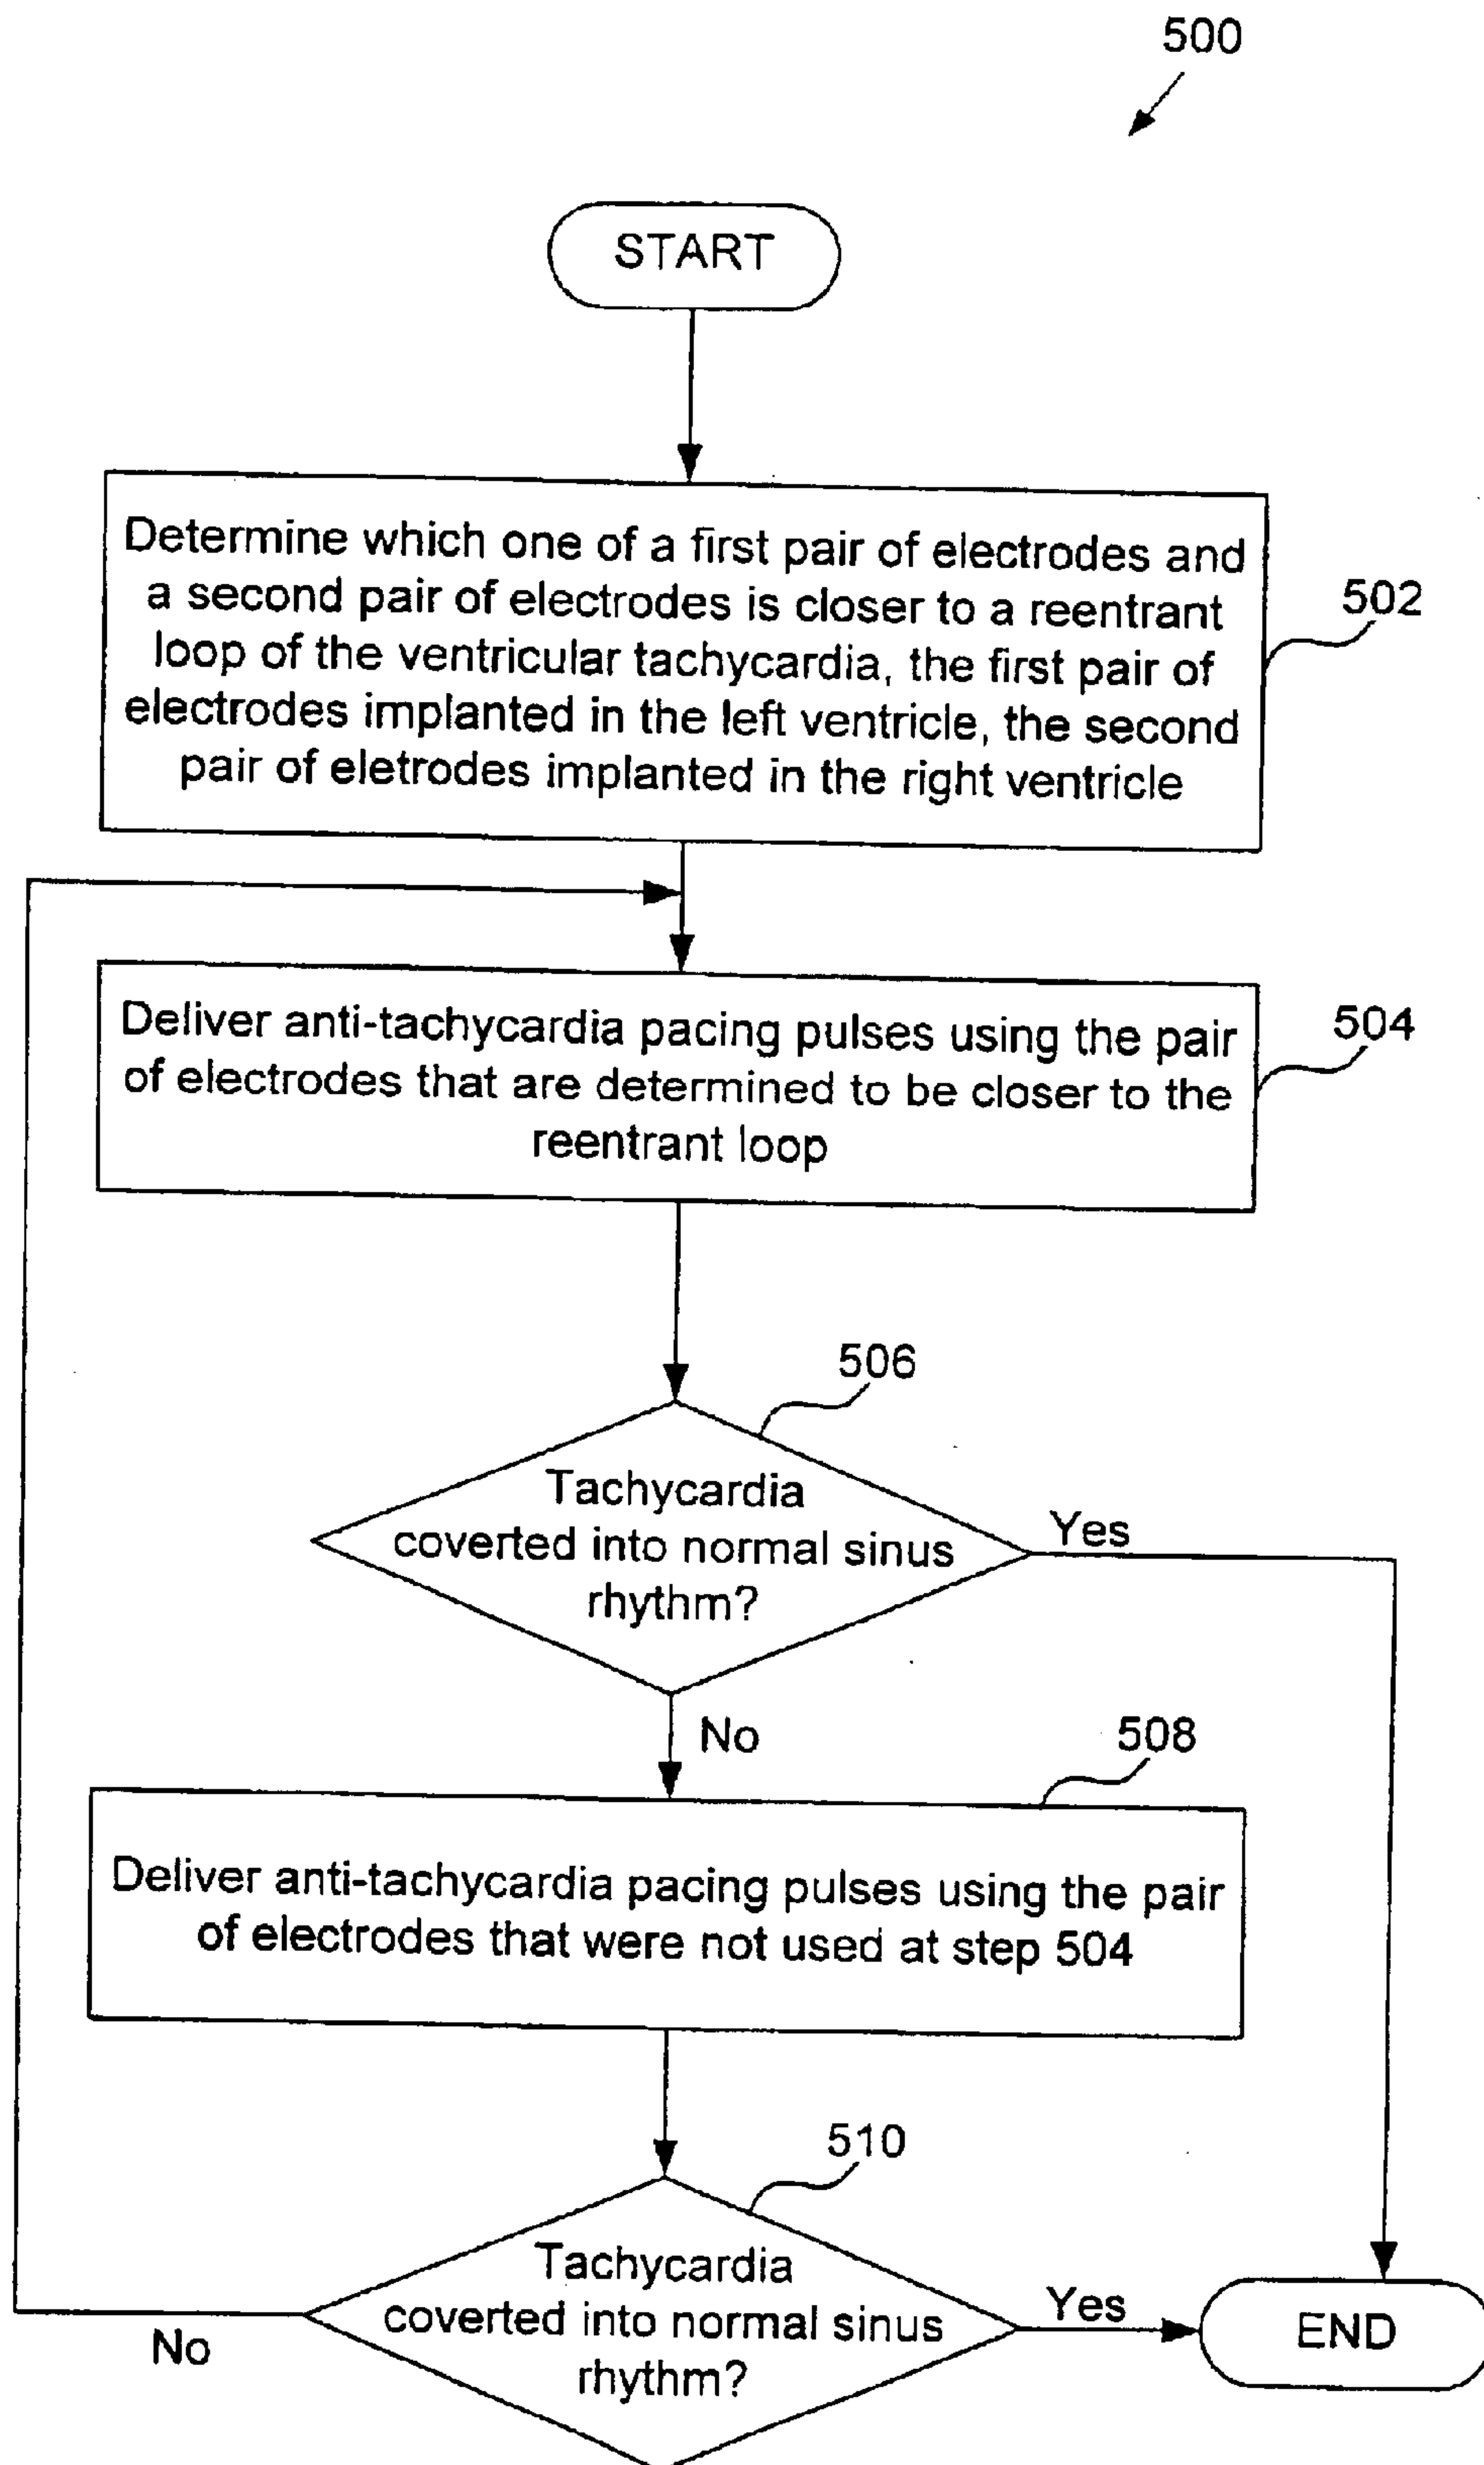 500
START
Determine which one of a first pair of electrodes and
a second pair of electrodes is closer to a reentrant
loop of the ventricular tachycardia, the first pair of
electrodes implanted in the left ventricle, the second
pair of eletrodes implanted in the right ventricle
502
Deliver anti-tachycardia pacing pulses using the pair
of electrodes that are determined to be closer to the
reentrant loop
504
506
Tachycardia
coverted into normal sinus
rhythm?
Yes
No
508
Deliver anti-tachycardia pacing pulses using the pair
of electrodes that were not used at step 504
510
Tachycardia
coverted into normal sinus
rhythm?
Yes
No
END